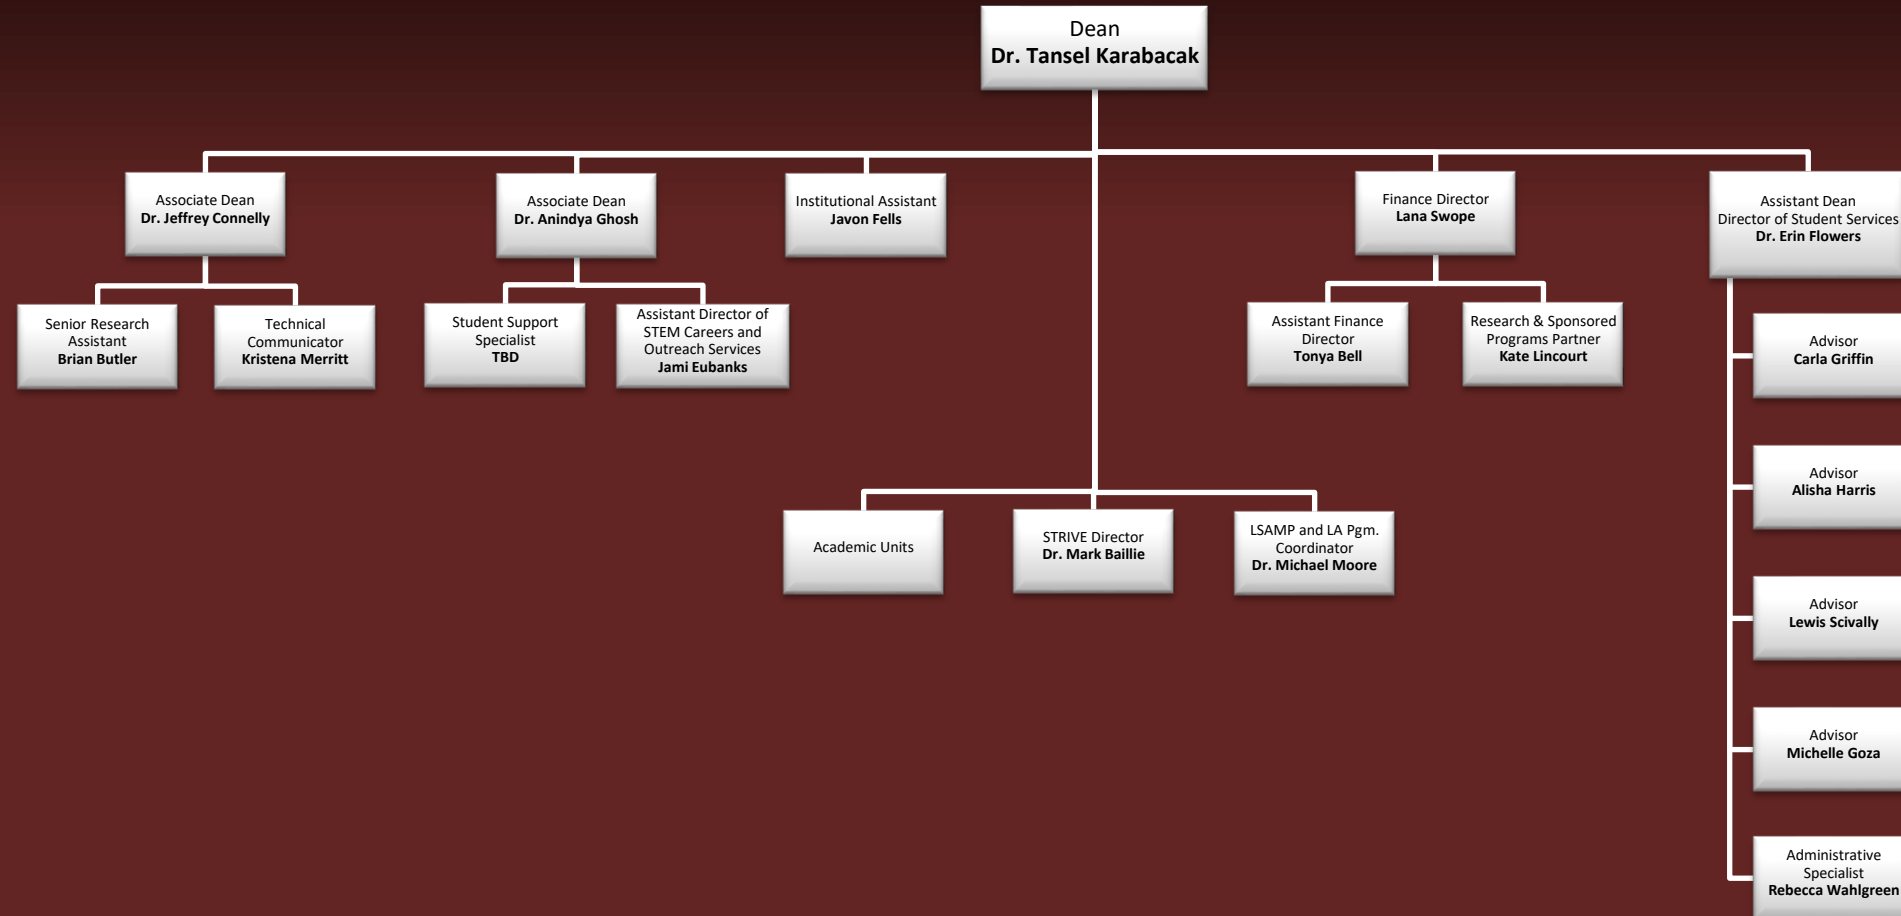 Dean
Dr. Tansel Karabacak
Associate Dean
Dr. Jeffrey Connelly
Associate Dean
Dr. Anindya Ghosh
Institutional Assistant
Javon Fells
Finance Director
Lana Swope
Assistant Dean
Director of Student Services
Dr. Erin Flowers
Senior Research
Assistant
Brian Butler
Technical
Communicator
Kristena Merritt
Student Support
Specialist
TBD
Assistant Director of
STEM Careers and
Outreach Services
Jami Eubanks
Assistant Finance
Director
Tonya Bell
Research & Sponsored
Programs Partner
Kate Lincourt
Advisor
Carla Griffin
Advisor
Alisha Harris
Academic Units
STRIVE Director
Dr. Mark Baillie
LSAMP and LA Pgm.
Coordinator
Dr. Michael Moore
Advisor
Lewis Scivally
Advisor
Michelle Goza
Administrative
Specialist
Rebecca Wahlgreen